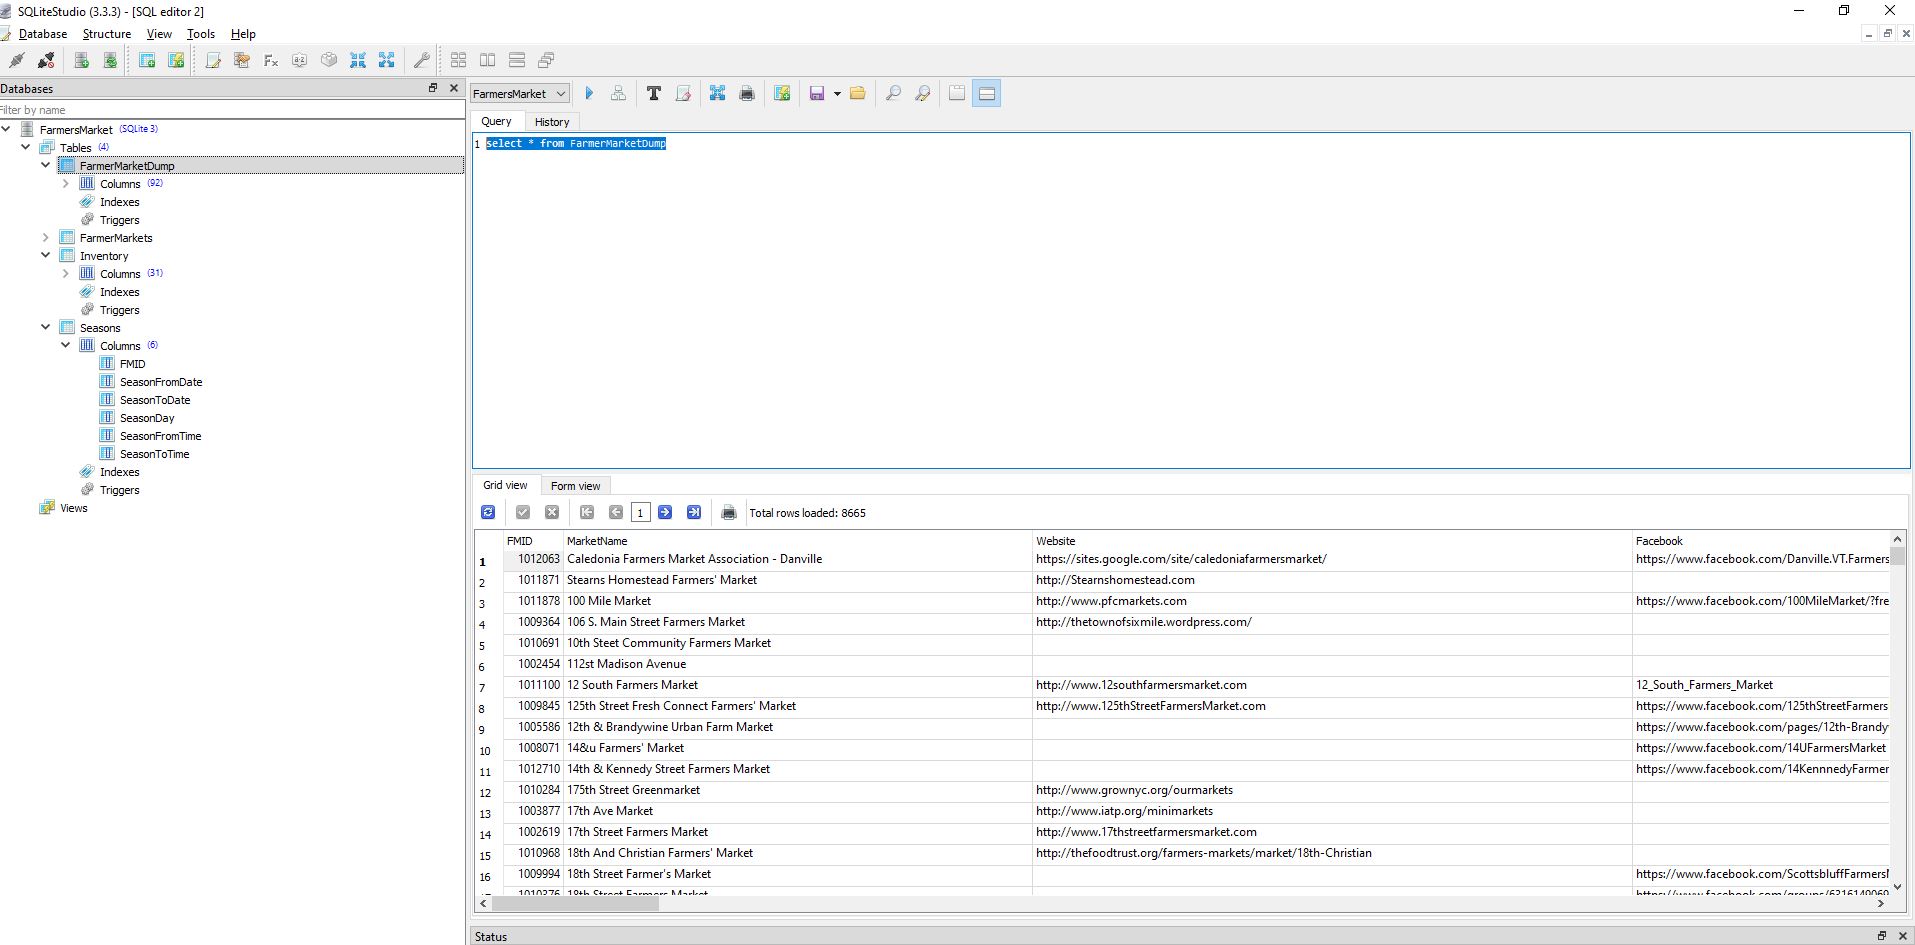 SQLiteStudio (3.3.3) - [SQL editor 2]
Database Structure View Tools Help
Databases
Filter by name
FarmersMarket (SQLite 3)
Tables (4)
FarmerMarketDump
Columns (92)
Indexes
Triggers
FarmerMarkets
Inventory
Columns (31)
Indexes
Triggers
Seasons
Columns (6)
FMID
SeasonFromDate
SeasonToDate
SeasonDay
SeasonFromTime
SeasonToTime
Indexes
Triggers
Views
FarmersMarket
Query History
1 select * from FarmerMarketDump
Grid view Form view
1 Total rows loaded: 8665
FMID MarketName Website Facebook
1 1012063 Caledonia Farmers Market Association - Danville https://sites.google.com/site/caledoniafarmersmarket/ https://www.facebook.com/Danville.VT.Farmers
2 1011871 Stearns Homestead Farmers' Market http://Stearnshomestead.com
3 1011878 100 Mile Market http://www.pfcmarkets.com https://www.facebook.com/100MileMarket/?fre
4 1009364 106 S. Main Street Farmers Market http://thetownofsixmile.wordpress.com/
5 1010691 10th Steet Community Farmers Market
6 1002454 112st Madison Avenue
7 1011100 12 South Farmers Market http://www.12southfarmersmarket.com 12_South_Farmers_Market
8 1009845 125th Street Fresh Connect Farmers' Market http://www.125thStreetFarmersMarket.com https://www.facebook.com/125thStreetFarmers
9 1005586 12th & Brandywine Urban Farm Market https://www.facebook.com/pages/12th-Brandy
10 1008071 14&u Farmers' Market https://www.facebook.com/14UFarmersMarket
11 1012710 14th & Kennedy Street Farmers Market https://www.facebook.com/14KennnedyFarmer
12 1010284 175th Street Greenmarket http://www.grownyc.org/ourmarkets
13 1003877 17th Ave Market http://www.iatp.org/minimarkets
14 1002619 17th Street Farmers Market http://www.17thstreetfarmersmarket.com
15 1010968 18th And Christian Farmers' Market http://thefoodtrust.org/farmers-markets/market/18th-Christian
16 1009994 18th Street Farmer's Market https://www.facebook.com/ScottsbluffFarmers
1010376 18th Street Farmers Market
Status